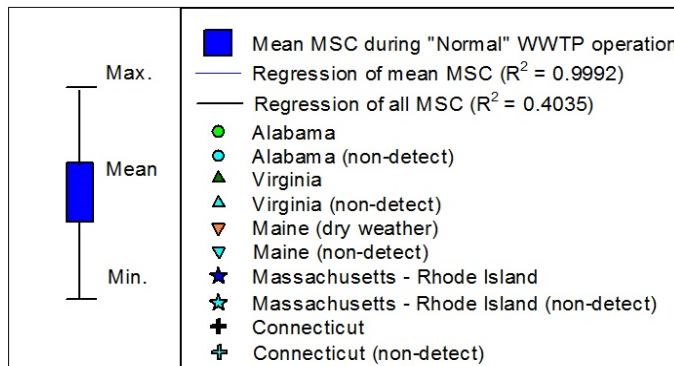 Max.
Mean
Min.
Mean MSC during "Normal" WWTP operation
Regression of mean MSC (R² = 0.9992)
Regression of all MSC (R² = 0.4035)
Alabama
Alabama (non-detect)
Virginia
Virginia (non-detect)
Maine (dry weather)
Maine (non-detect)
Massachusetts - Rhode Island
Massachusetts - Rhode Island (non-detect)
Connecticut
Connecticut (non-detect)